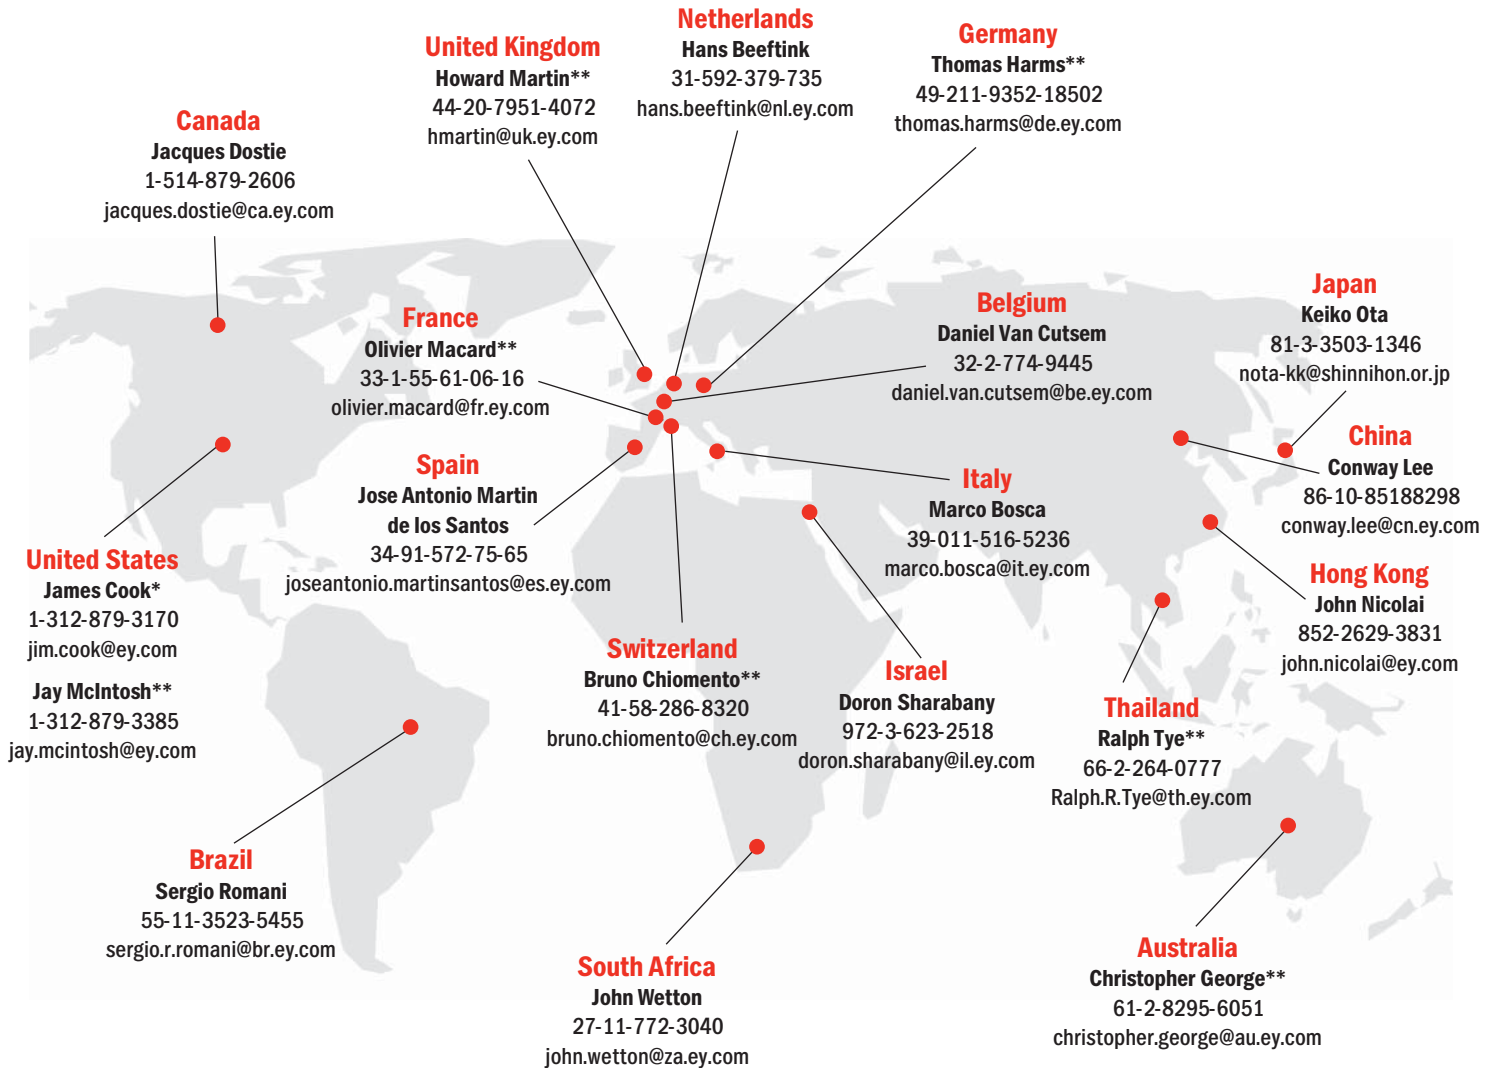 Netherlands
Hans Beeftink
31-592-379-735
hans.beeftink@nl.ey.com
United Kingdom
Howard Martin**
44-20-7951-4072
hmartin@uk.ey.com
Germany
Thomas Harms**
49-211-9352-18502
thomas.harms@de.ey.com
Canada
Jacques Dostie
1-514-879-2606
jacques.dostie@ca.ey.com
France
Olivier Macard**
33-1-55-61-06-16
olivier.macard@fr.ey.com
Belgium
Daniel Van Cutsem
32-2-774-9445
daniel.van.cutsem@be.ey.com
Japan
Keiko Ota
81-3-3503-1346
nota-kk@shinnihon.or.jp
China
Conway Lee
86-10-85188298
conway.lee@cn.ey.com
Spain
Jose Antonio Martin
de los Santos
34-91-572-75-65
joseantonio.martinsantos@es.ey.com
Italy
Marco Bosca
39-011-516-5236
marco.bosca@it.ey.com
United States
James Cook*
1-312-879-3170
jim.cook@ey.com
Jay McIntosh**
1-312-879-3385
jay.mcintosh@ey.com
Hong Kong
John Nicolai
852-2629-3831
john.nicolai@ey.com
Switzerland
Bruno Chiomento**
41-58-286-8320
bruno.chiomento@ch.ey.com
Israel
Doron Sharabany
972-3-623-2518
doron.sharabany@il.ey.com
Thailand
Ralph Tye**
66-2-264-0777
Ralph.R.Tye@th.ey.com
Brazil
Sergio Romani
55-11-3523-5455
sergio.r.romani@br.ey.com
South Africa
John Wetton
27-11-772-3040
john.wetton@za.ey.com
Australia
Christopher George**
61-2-8295-6051
christopher.george@au.ey.com